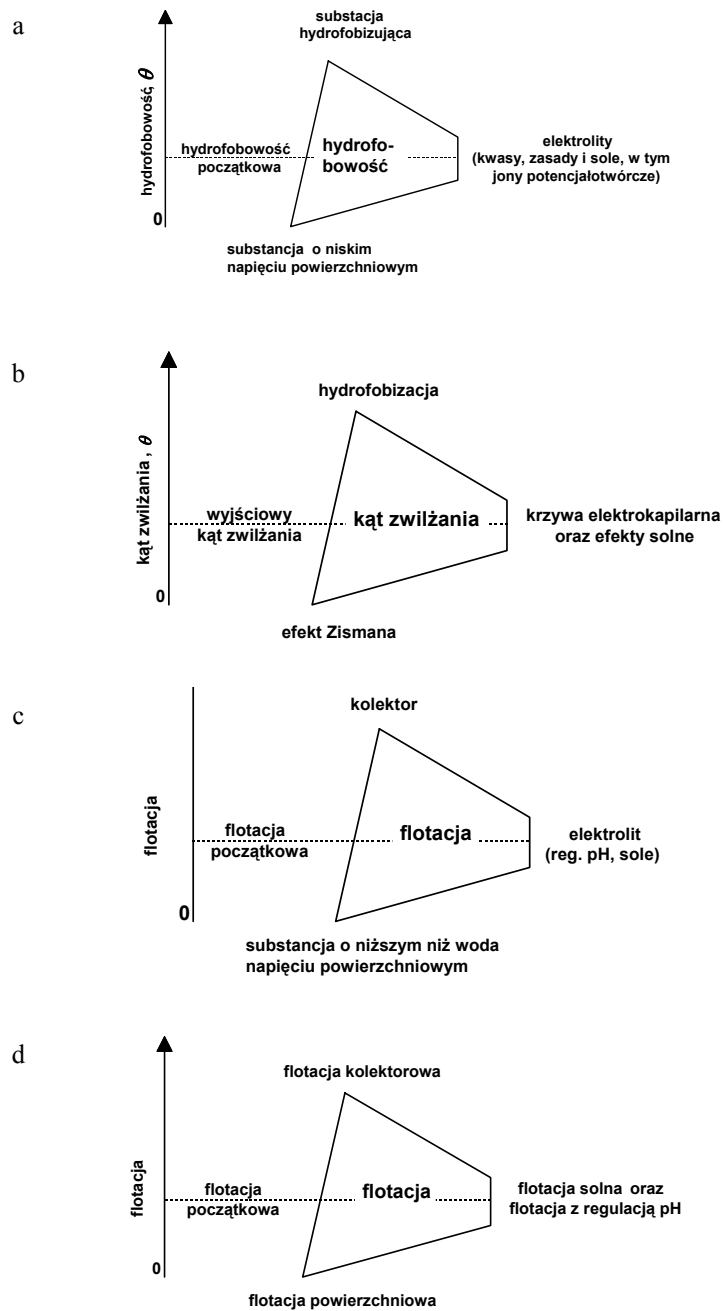 a
substacja
hydrofobizująca
hydrofobowość, θ
hydrofobowość
początkowa
hydrofo-
bowość
elektrolity
(kwasy, zasady i sole, w tym
jony potencjałotwórcze)
0
substancja o niskim
napięciu powierzchniowym
b
hydrofobizacja
kąt zwilżania , θ
wyjściowy
kąt zwilżania
kąt zwilżania
krzywa elektrokapilarna
oraz efekty solne
0
efekt Zismana
c
kolektor
flotacja
flotacja
początkowa
flotacja
elektrolit
(reg. pH, sole)
0
substancja o niższym niż woda
napięciu powierzchniowym
d
flotacja kolektorowa
flotacja
flotacja
początkowa
flotacja
flotacja solna oraz
flotacja z regulacją pH
0
flotacja powierzchniowa